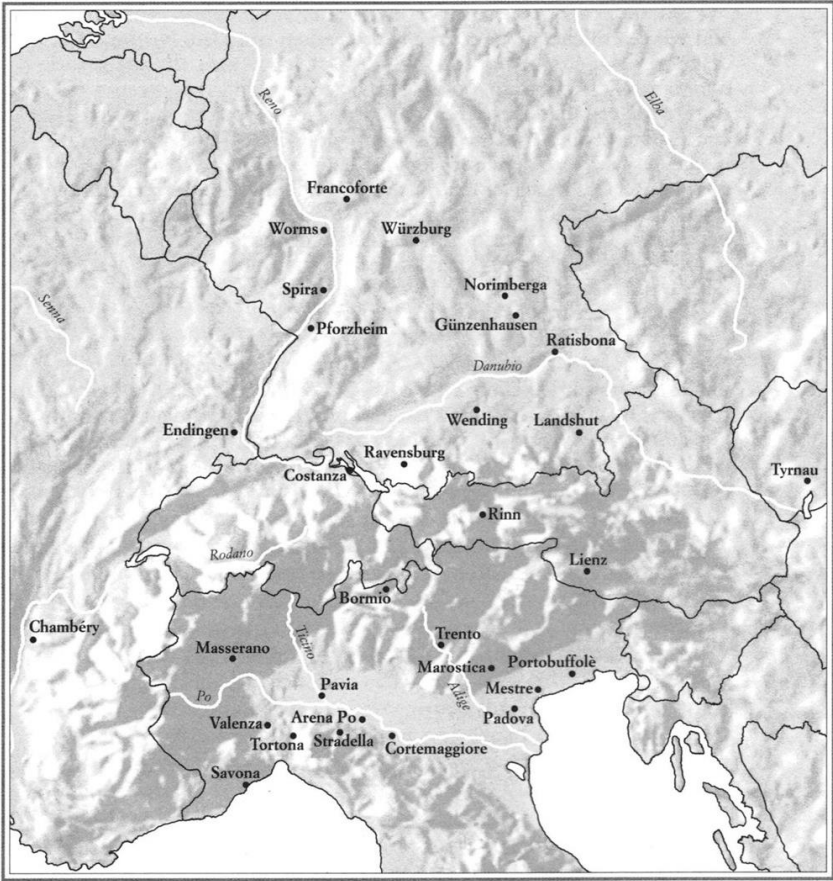 Reno
Elba
Francoforte
Worms
Würzburg
Senna
Spira
Norimberga
Günzenhausen
Pforzheim
Ratisbona
Danubio
Endingen
Wending
Landshut
Ravensburg
Costanza
Tyrnau
Rinn
Rodano
Lienz
Bormio
Chambéry
Ticino
Trento
Masserano
Marostica
Portobuffolè
Pavia
Mestre
Po
Adige
Padova
Valenza
Arena Po
Tortona
Stradella
Cortemaggiore
Savona